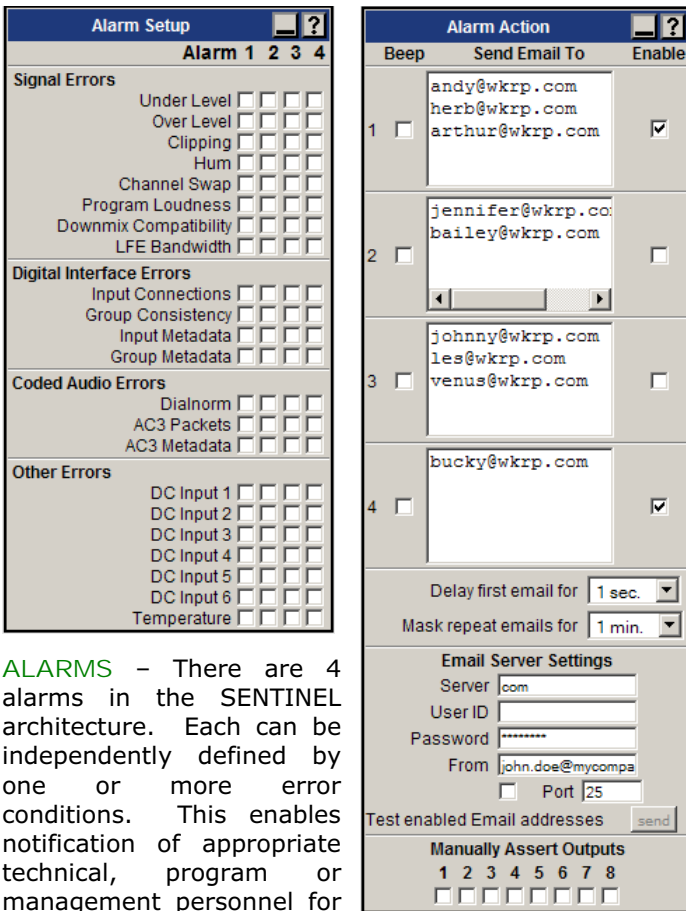 Alarm Setup
?
Alarm 1 2 3 4
Signal Errors
Under Level
Over Level
Clipping
Hum
Channel Swap
Program Loudness
Downmix Compatibility
LFE Bandwidth
Digital Interface Errors
Input Connections
Group Consistency
Input Metadata
Group Metadata
Coded Audio Errors
Dialnorm
AC3 Packets
AC3 Metadata
Other Errors
DC Input 1
DC Input 2
DC Input 3
DC Input 4
DC Input 5
DC Input 6
Temperature
ALARMS – There are 4
alarms in the SENTINEL
architecture. Each can be
independently defined by
one or more error
conditions. This enables
notification of appropriate
technical, program or
management personnel for
Alarm Action
?
Beep Send Email To Enable
andy@wkrp.com
herb@wkrp.com
1 arthur@wkrp.com
jennifer@wkrp.co
bailey@wkrp.com
2
johnny@wkrp.com
les@wkrp.com
3 venus@wkrp.com
bucky@wkrp.com
4
Delay first email for 1 sec.
Mask repeat emails for 1 min.
Email Server Settings
Server com
User ID
Password ********
From john.doe@mycompa
Port 25
Test enabled Email addresses send
Manually Assert Outputs
1 2 3 4 5 6 7 8